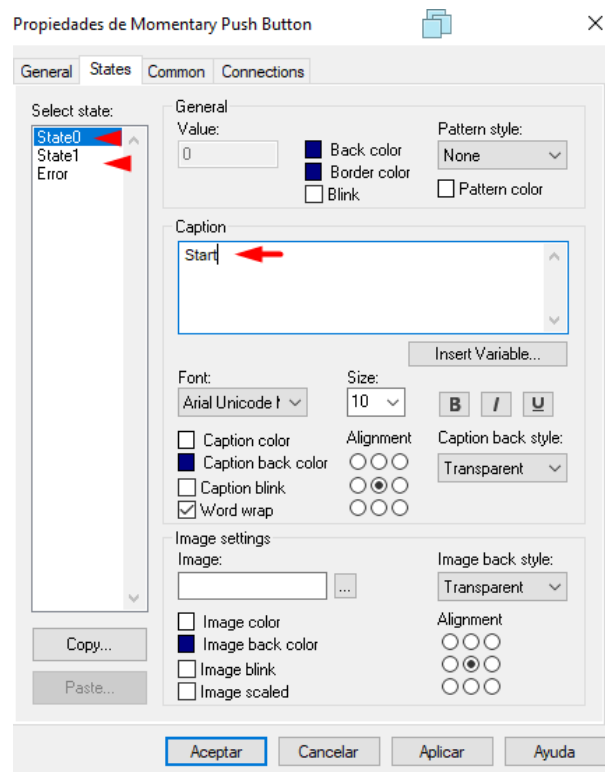 Propiedades de Momentary Push Button
General States Common Connections
Select state:
State0
State1
Error
Copy...
Paste...
General
Value:
0
Back color
Border color
Blink
Pattern style:
None
Pattern color
Caption
Start
Insert Variable...
Font:
Arial Unicode M
Size:
10
B I U
Caption color
Caption back color
Caption blink
Word wrap
Alignment
Caption back style:
Transparent
Image settings
Image:
...
Image back style:
Transparent
Image color
Image back color
Image blink
Image scaled
Alignment
Aceptar Cancelar Aplicar Ayuda